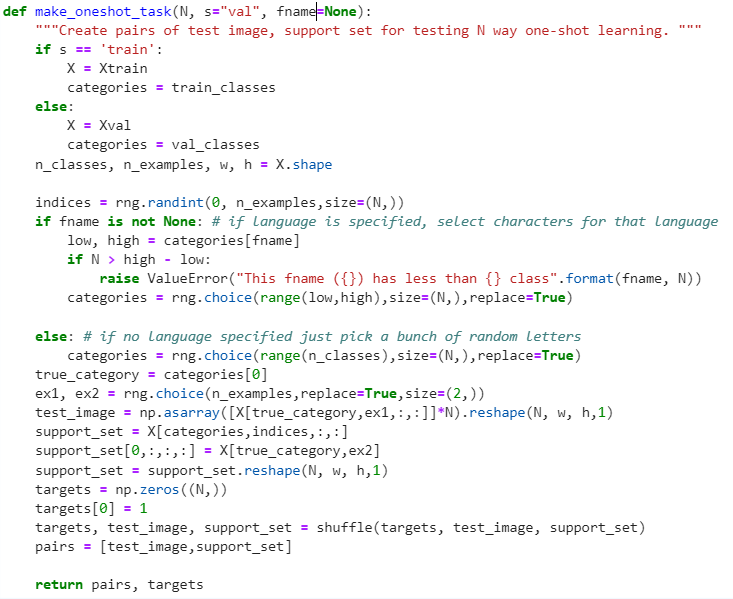 def make_oneshot_task(N, s="val", fname=None):
    """Create pairs of test image, support set for testing N way one-shot learning. """
    if s == 'train':
        X = Xtrain
        categories = train_classes
    else:
        X = Xval
        categories = val_classes
    n_classes, n_examples, w, h = X.shape
    indices = rng.randint(0, n_examples,size=(N,))
    if fname is not None: # if language is specified, select characters for that language
        low, high = categories[fname]
        if N > high - low:
            raise ValueError("This fname ({}) has less than {} class".format(fname, N))
        categories = rng.choice(range(low,high),size=(N,),replace=True)
    else: # if no language specified just pick a bunch of random letters
        categories = rng.choice(range(n_classes),size=(N,),replace=True)
    true_category = categories[0]
    ex1, ex2 = rng.choice(n_examples,replace=True,size=(2,))
    test_image = np.asarray([X[true_category,ex1,:,:]]*N).reshape(N, w, h,1)
    support_set = X[categories,indices,:,:]
    support_set[0,:,:,:] = X[true_category,ex2]
    support_set = support_set.reshape(N, w, h,1)
    targets = np.zeros((N,))
    targets[0] = 1
    targets, test_image, support_set = shuffle(targets, test_image, support_set)
    pairs = [test_image,support_set]
    return pairs, targets